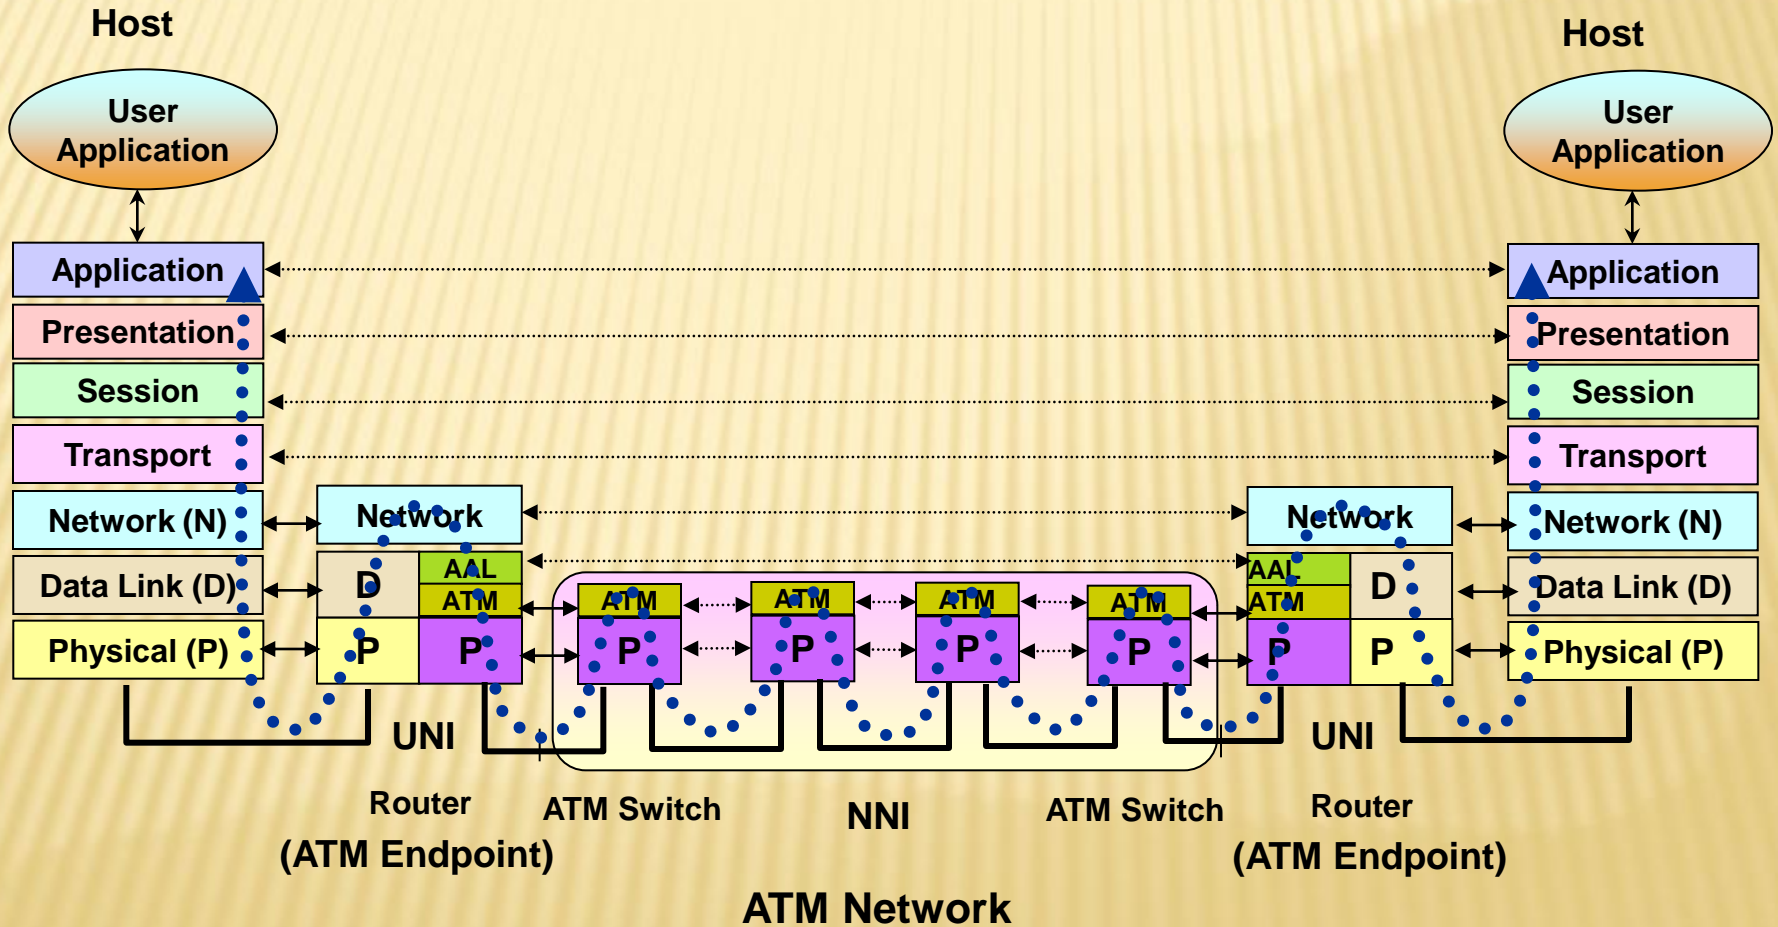 Host
Host
User
Application
User
Application
Application
Application
Presentation
Presentation
Session
Session
Transport
Transport
Network (N)
Network
Network
Network (N)
Data Link (D)
D
AAL
ATM
ATM
ATM
ATM
ATM
AAL
ATM
D
Data Link (D)
Physical (P)
P
P
P
P
P
P
P
P
Physical (P)
UNI
UNI
Router
(ATM Endpoint)
ATM Switch
NNI
ATM Switch
Router
(ATM Endpoint)
ATM Network